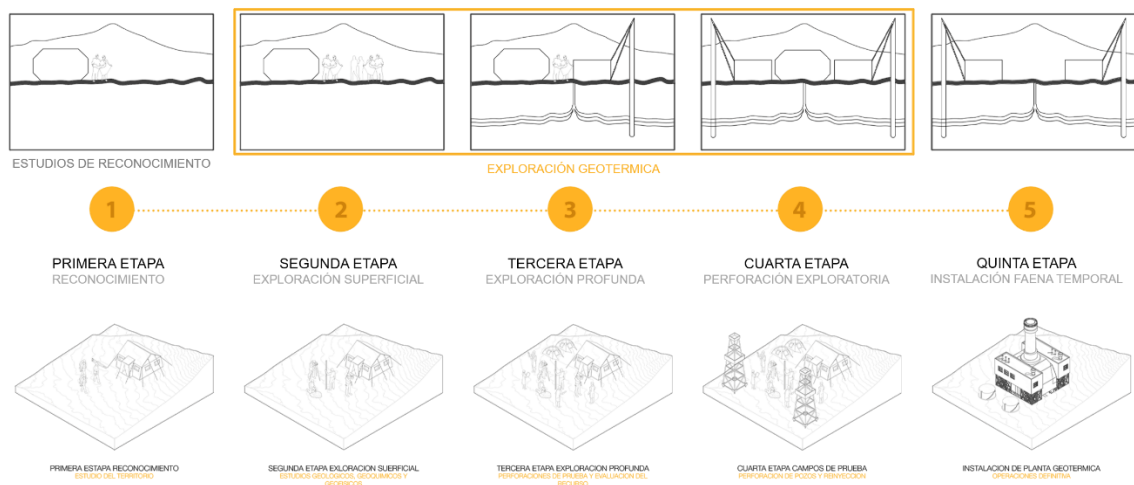 ESTUDIOS DE RECONOCIMIENTO
EXPLORACIÓN GEOTERMICA
1
2
3
4
5
PRIMERA ETAPA
RECONOCIMIENTO
SEGUNDA ETAPA
EXPLORACIÓN SUPERFICIAL
TERCERA ETAPA
EXPLORACIÓN PROFUNDA
CUARTA ETAPA
PERFORACIÓN EXPLORATORIA
QUINTA ETAPA
INSTALACIÓN FAENA TEMPORAL
PRIMERA ESTAPA RECONOCIMIENTO
ESTUDIO DEL TERRITORIO
SEGUNDA ETAPA EXLORACION SUERFICIAL
ESTUDIOS GEOLOGICOS, GEOQUIMICOS Y
GEOFISICOS
TERCERA ETAPA EXPLORACION PROFUNDA
PERFORACIONES DE PRUEBA Y EVALUACION DEL
RECURSO
CUARTA ETAPA CAMPOS DE PRUEBA
PERFORACION DE POZOS Y REINYECCION
INSTALACION DE PLANTA GEOTERMICA
OPERACIONES DEFINITIVA